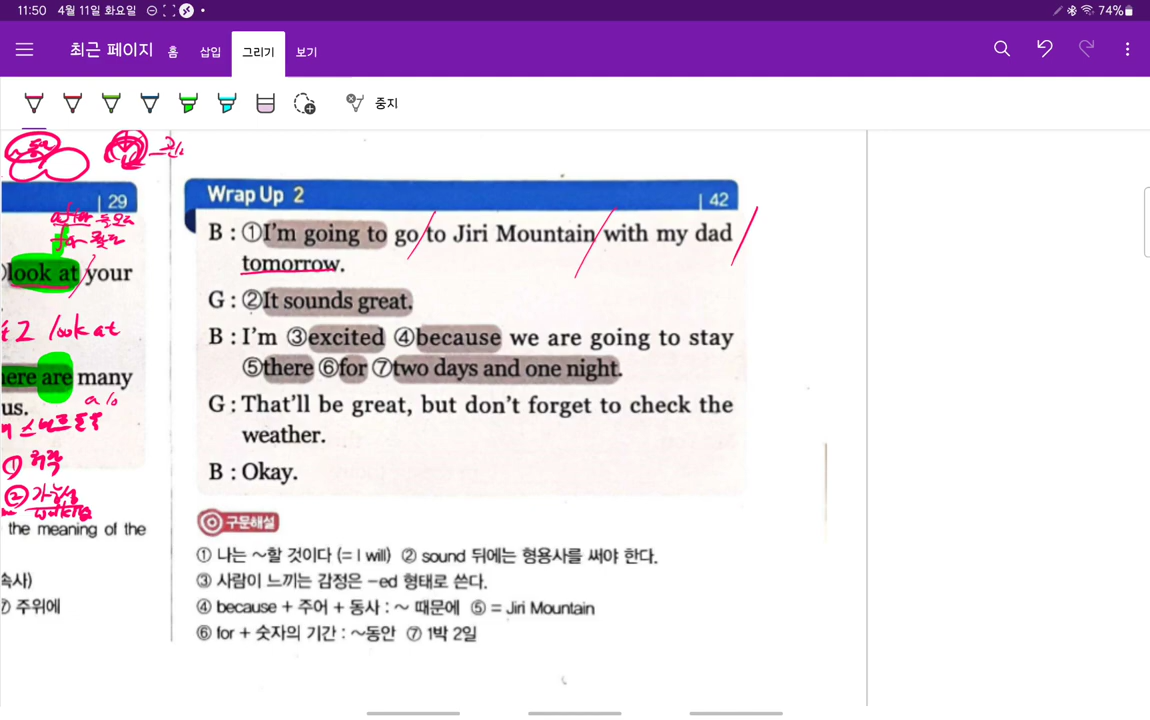 11:50 4월 11일 화요일 74%
최근 페이지 홈 삽입 그리기 보기
중지
29
look at your
2 look at
are many
us.
①
② 가능성
the meaning of the
속사)
⑦ 주위에
Wrap Up 2 | 42
B : ①I'm going to go to Jiri Mountain with my dad
tomorrow.
G : ②It sounds great.
B : I'm ③excited ④because we are going to stay
⑤there ⑥for ⑦two days and one night.
G : That'll be great, but don't forget to check the
weather.
B : Okay.
구문해설
① 나는 ~할 것이다 (= I will) ② sound 뒤에는 형용사를 써야 한다.
③ 사람이 느끼는 감정은 -ed 형태로 쓴다.
④ because + 주어 + 동사 : ~ 때문에 ⑤ = Jiri Mountain
⑥ for + 숫자의 기간 : ~동안 ⑦ 1박 2일